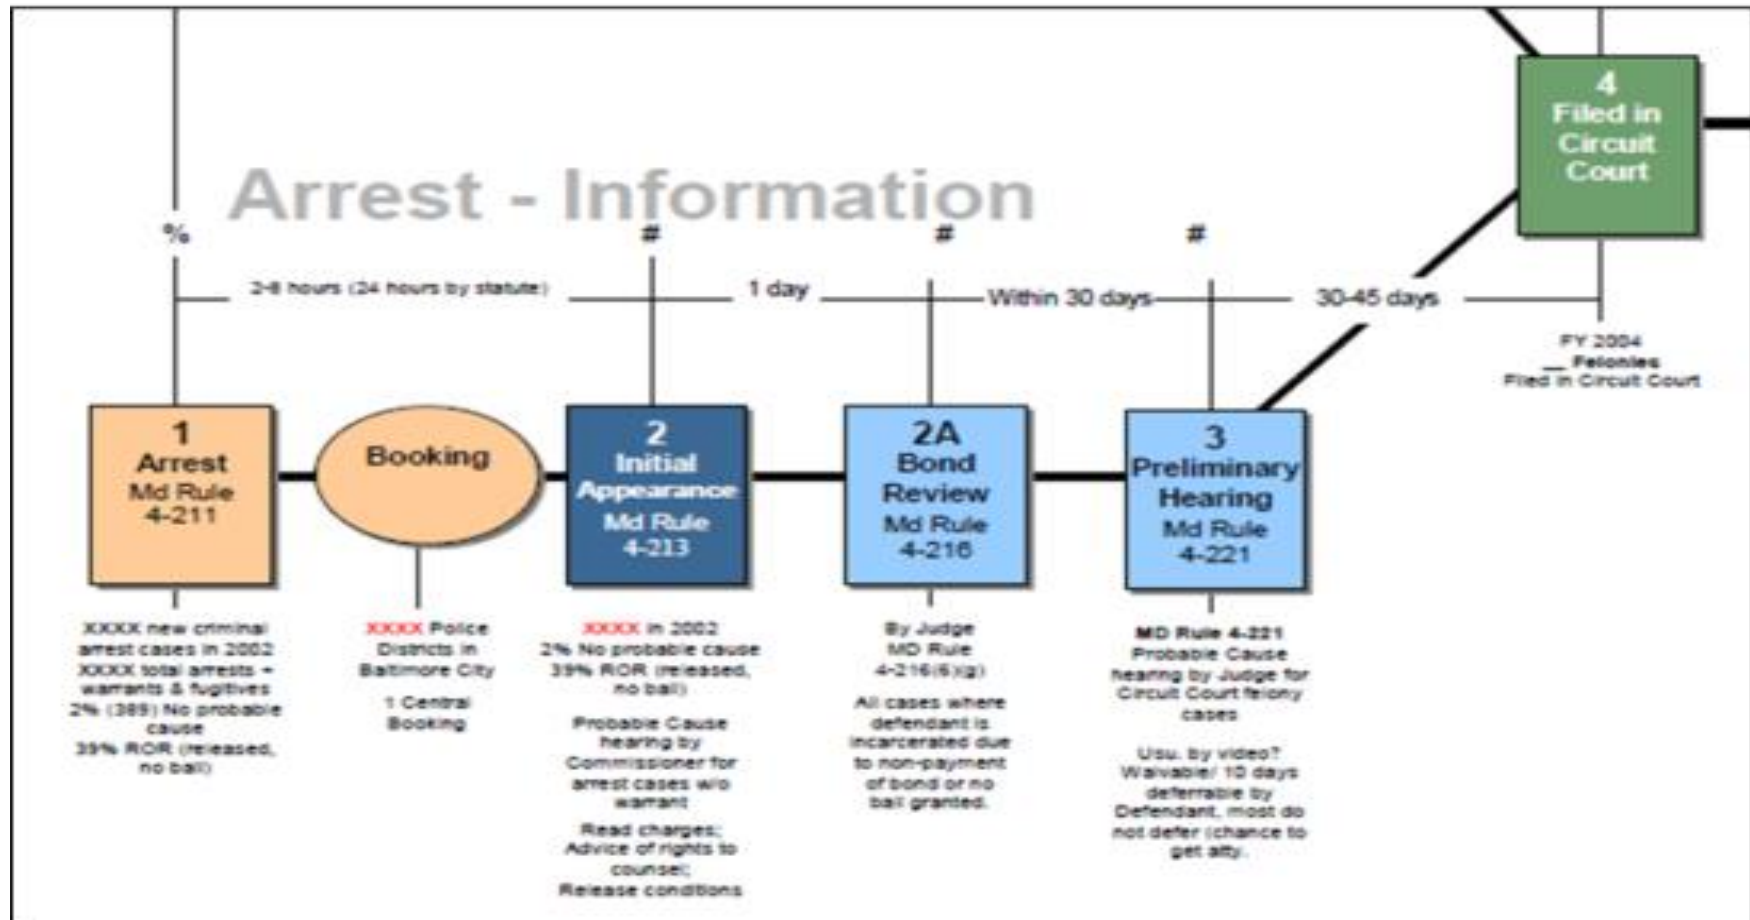 4
Filed in
Circuit
Court
Arrest - Information
%
#
#
#
2-8 hours (24 hours by statute)
1 day
Within 30 days
30-45 days
FY 2004
__ Felonies
Filed in Circuit Court
1
Arrest
Md Rule
4-211
Booking
2
Initial
Appearance
Md Rule
4-213
2A
Bond
Review
Md Rule
4-216
3
Preliminary
Hearing
Md Rule
4-221
XXXX new criminal
arrest cases in 2002
XXXX total arrests -
warrants & fugitives
2% (389) No probable
cause
39% ROR (released,
no bail)
XXXX Police
Districts in
Baltimore City
1 Central
Booking
XXXX in 2002
2% No probable cause
39% ROR (released,
no bail)
Probable Cause
hearing by
Commissioner for
arrest cases w/o
warrant
Read charges;
Advice of rights to
counsel;
Release conditions
By Judge
MD Rule
4-216(6)(g)
All cases where
defendant is
incarcerated due
to non-payment
of bond or no
bail granted.
MD Rule 4-221
Probable Cause
hearing by Judge for
Circuit Court felony
cases
Usu. by video?
Waivable/ 10 days
deferrable by
Defendant, most do
not defer (chance to
get atty.